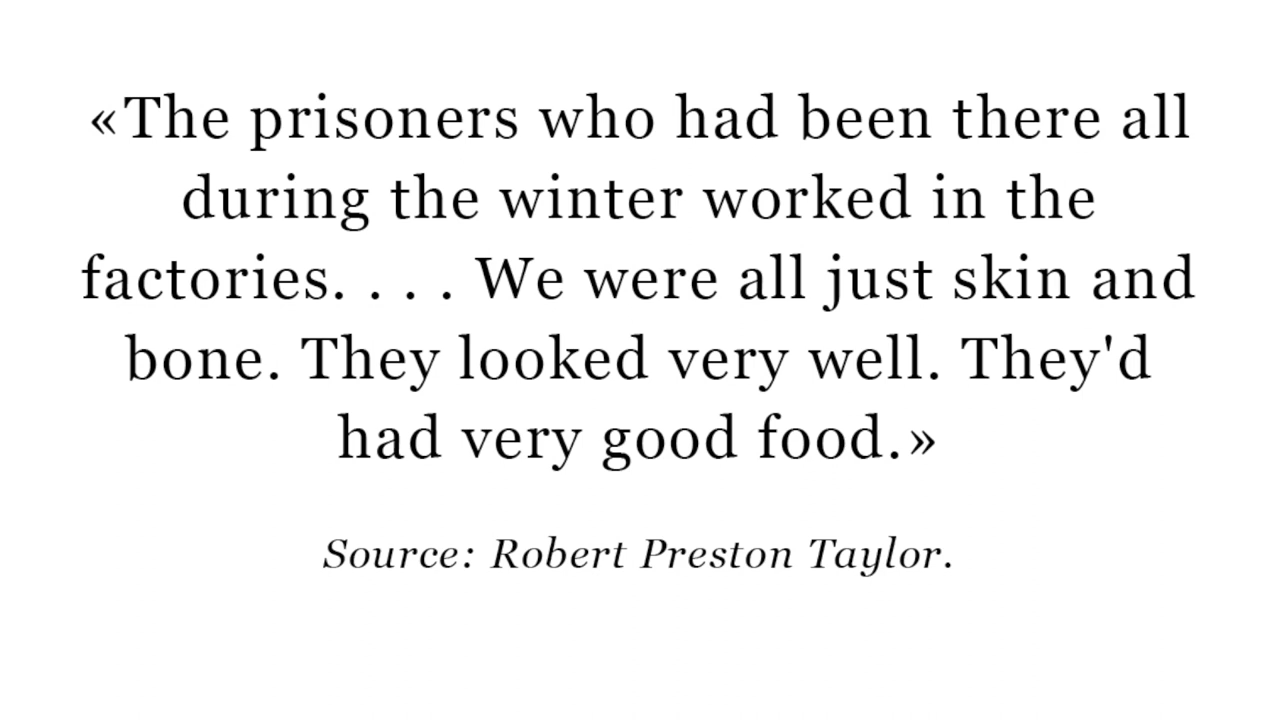 «The prisoners who had been there all
during the winter worked in the
factories. . . . We were all just skin and
bone. They looked very well. They'd
had very good food.»
Source: Robert Preston Taylor.